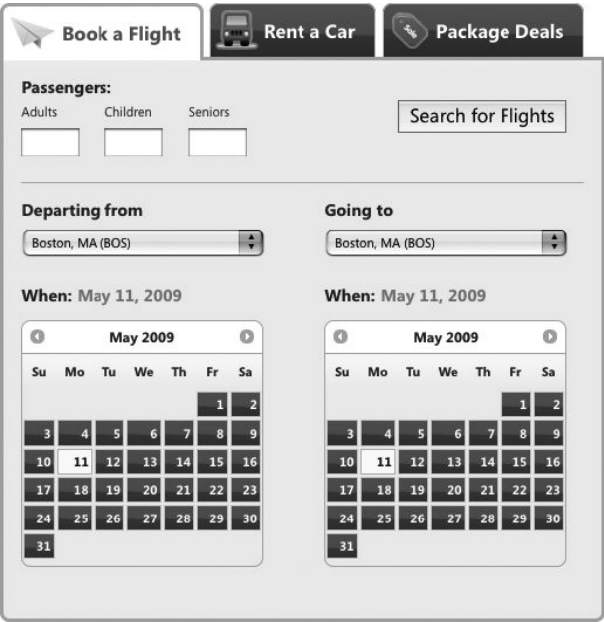 Book a Flight Rent a Car Sale Package Deals
Passengers:
Adults Children Seniors
Search for Flights
Departing from Going to
Boston, MA (BOS) Boston, MA (BOS)
When: May 11, 2009 When: May 11, 2009
May 2009 May 2009
Su Mo Tu We Th Fr Sa Su Mo Tu We Th Fr Sa
1 2 1 2
3 4 5 6 7 8 9 3 4 5 6 7 8 9
10 11 12 13 14 15 16 10 11 12 13 14 15 16
17 18 19 20 21 22 23 17 18 19 20 21 22 23
24 25 26 27 28 29 30 24 25 26 27 28 29 30
31 31